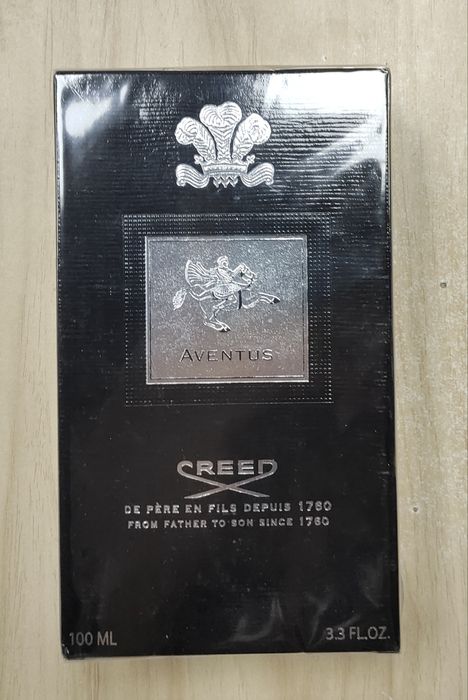 AVENTUS
CREED
DE PÈRE EN FILS DEPUIS 1760
FROM FATHER TO SON SINCE 1760
100 ML
3.3 FL.OZ.